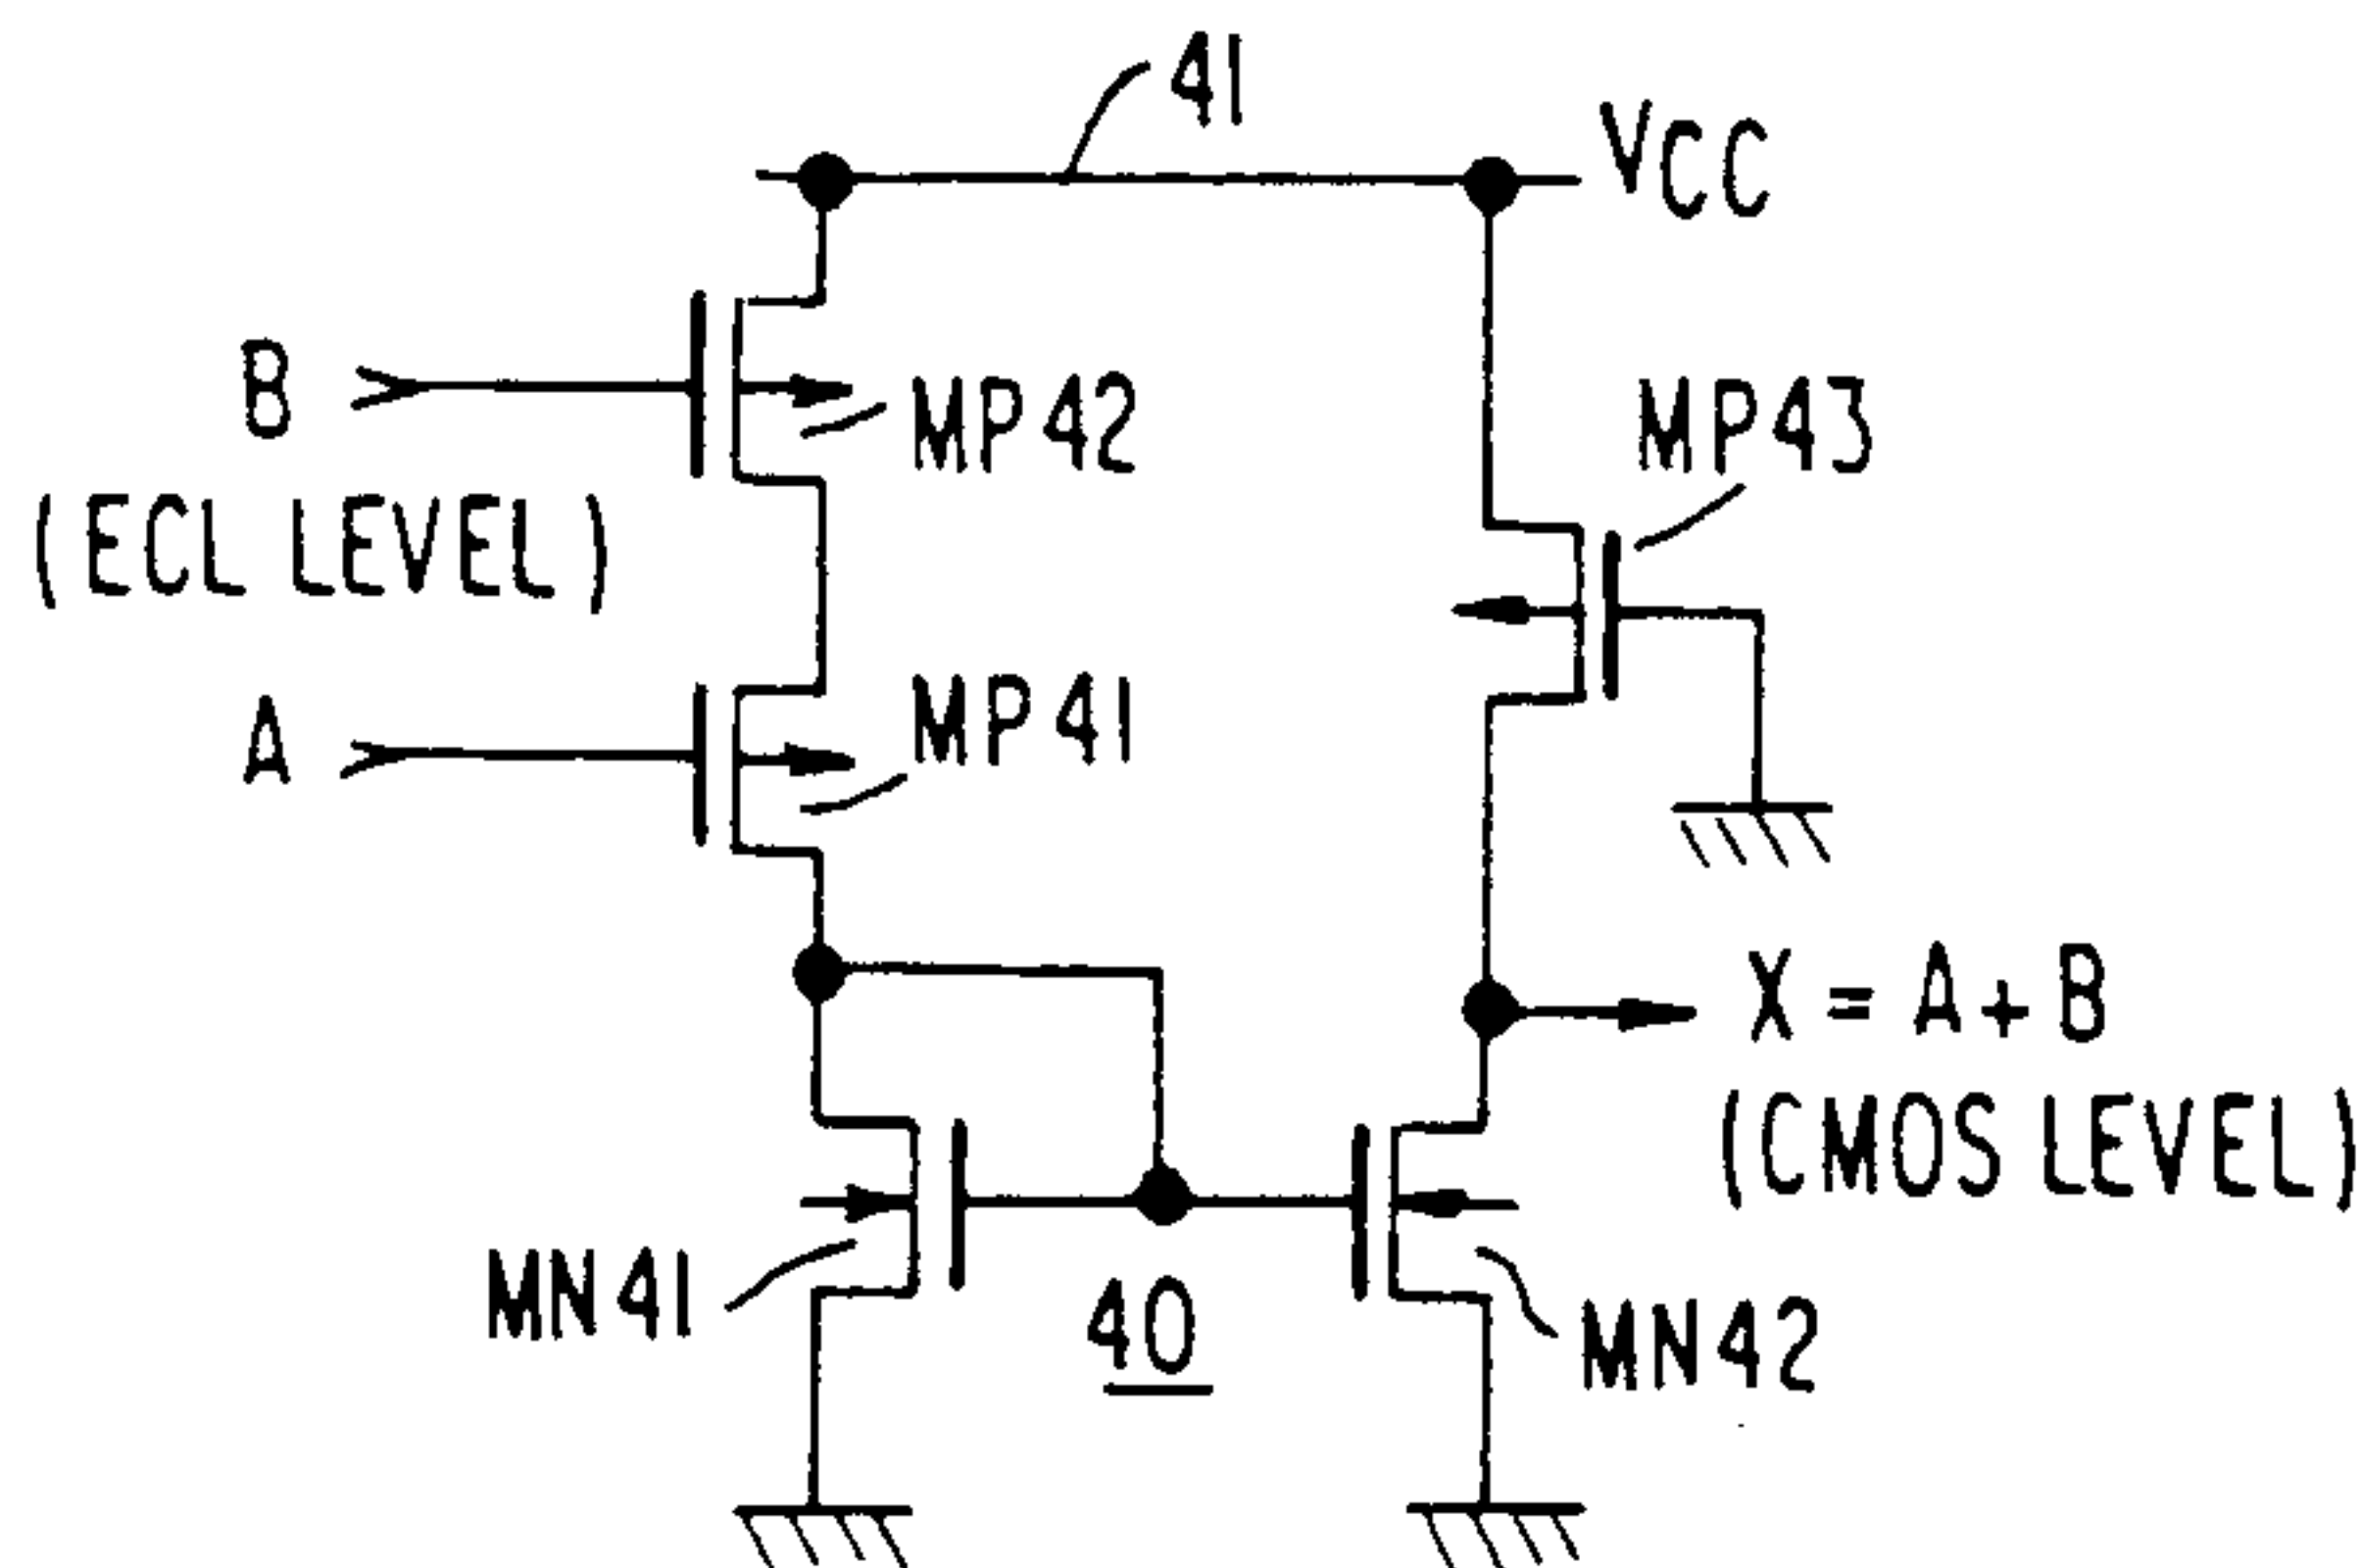 41
VCC
B
MP42
MP43
(ECL LEVEL)
A
MP41
X = A + B
(CMOS LEVEL)
MN41
40
MN42